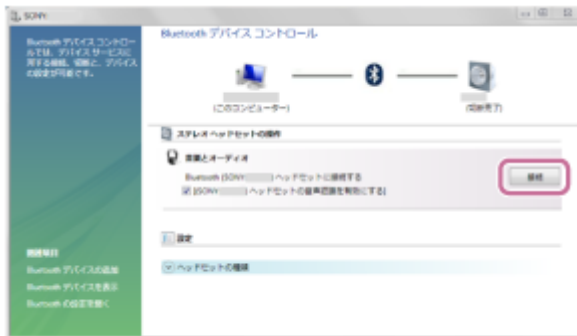 SONY
Bluetooth デバイス コントロール
Bluetooth デバイス コントロー
ルでは、デバイス サービスに
対する接続、切断と、デバイス
の設定が可能です。
(このコンピューター)
(切断完了)
ステレオ ヘッドセットの操作
音楽とオーディオ
Bluetooth (SONY ) ヘッドセットに接続する
(SONY ) ヘッドセットの音声認識を有効にする)
接続
設定
ヘッドセットの種類
関連項目
Bluetooth デバイスの追加
Bluetooth デバイスを表示
Bluetooth の設定を開く